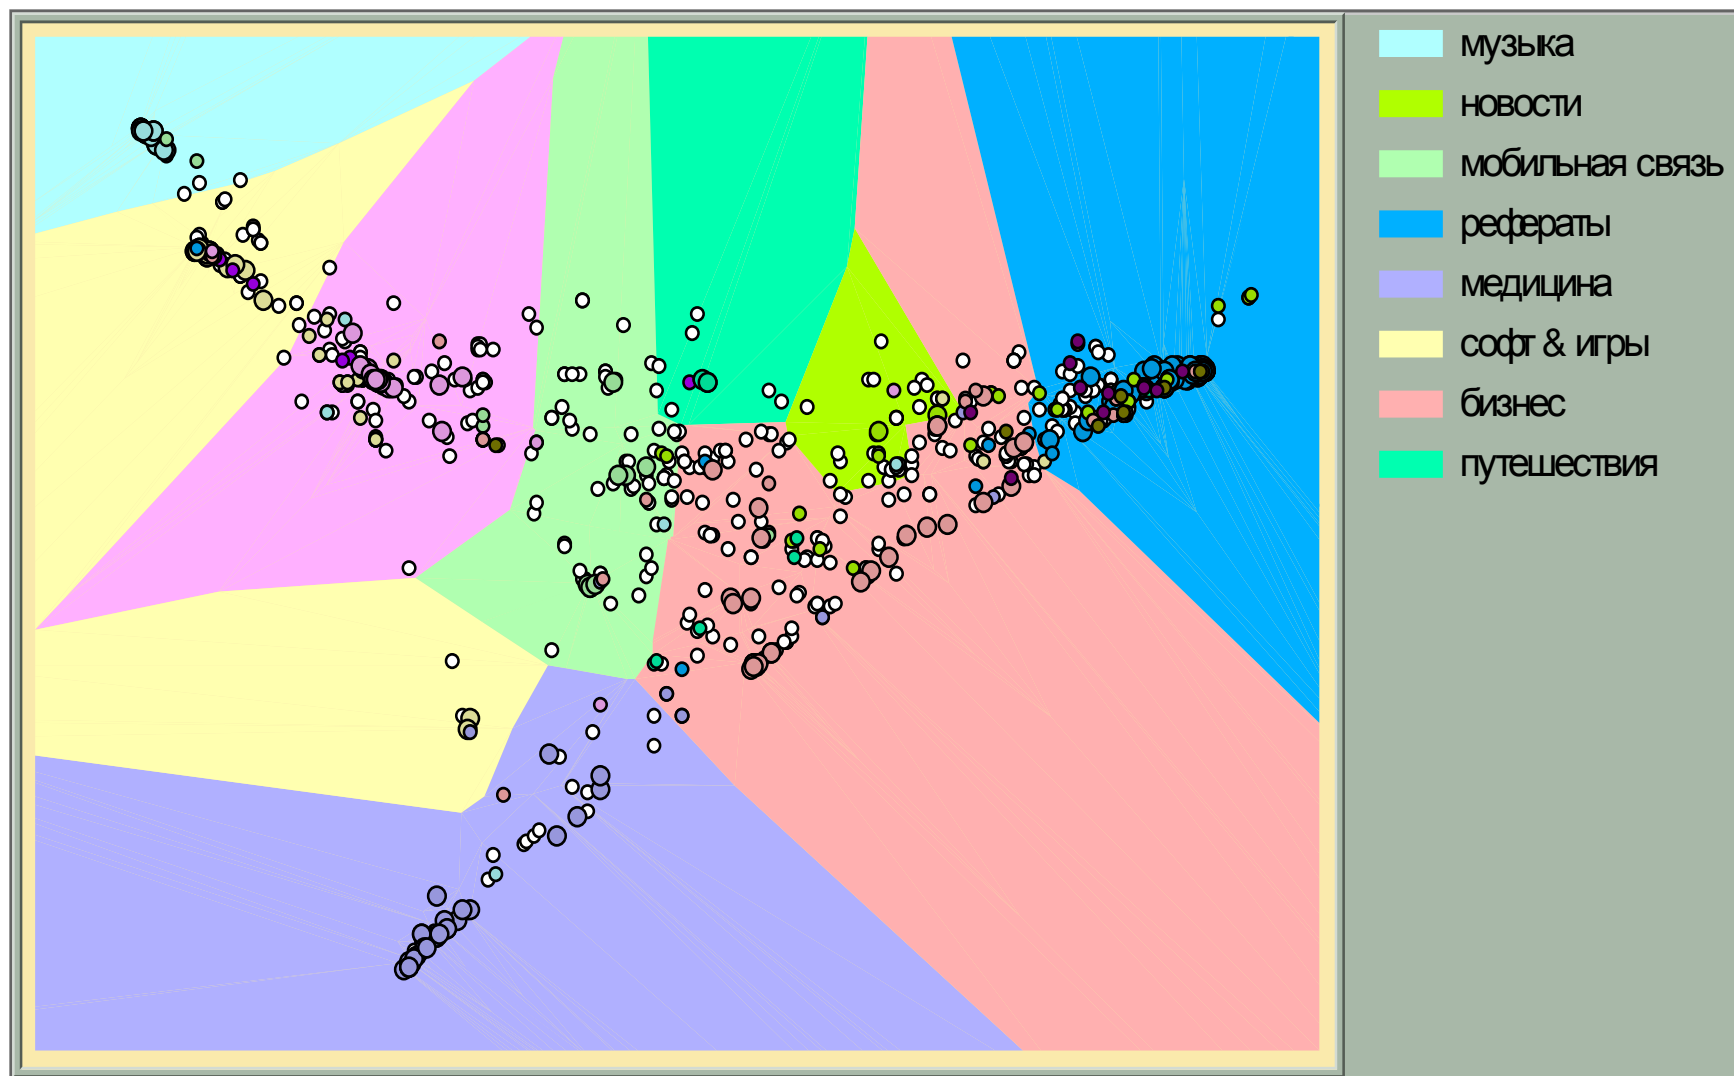 музыка
новости
мобильная связь
рефераты
медицина
софт & игры
бизнес
путешествия